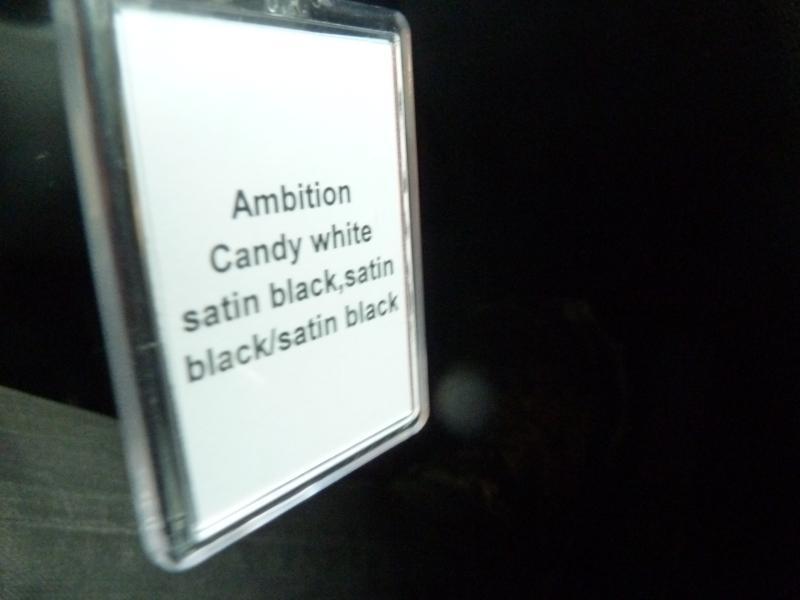 Ambition
Candy white
satin black,satin
black/satin black